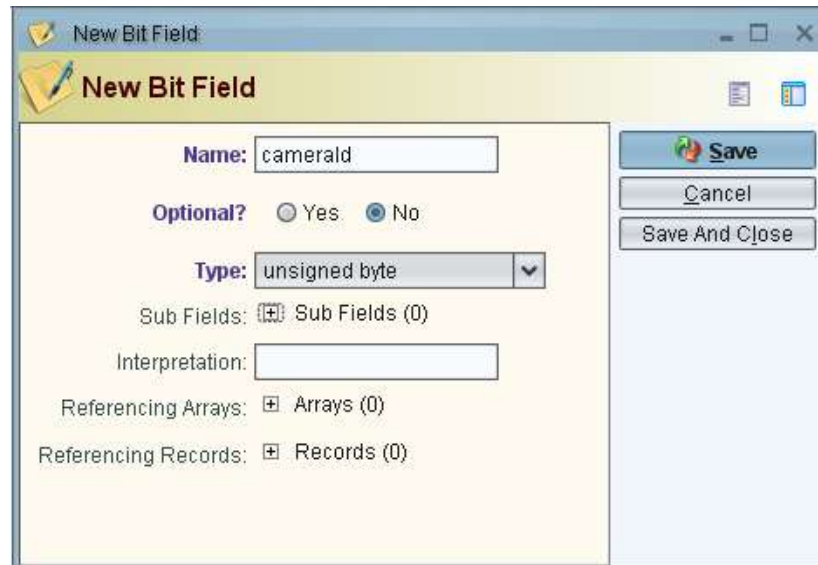 New Bit Field
New Bit Field
Name: cameraId
Optional? Yes No
Type: unsigned byte
Sub Fields: Sub Fields (0)
Interpretation:
Referencing Arrays: Arrays (0)
Referencing Records: Records (0)
Save
Cancel
Save And Close